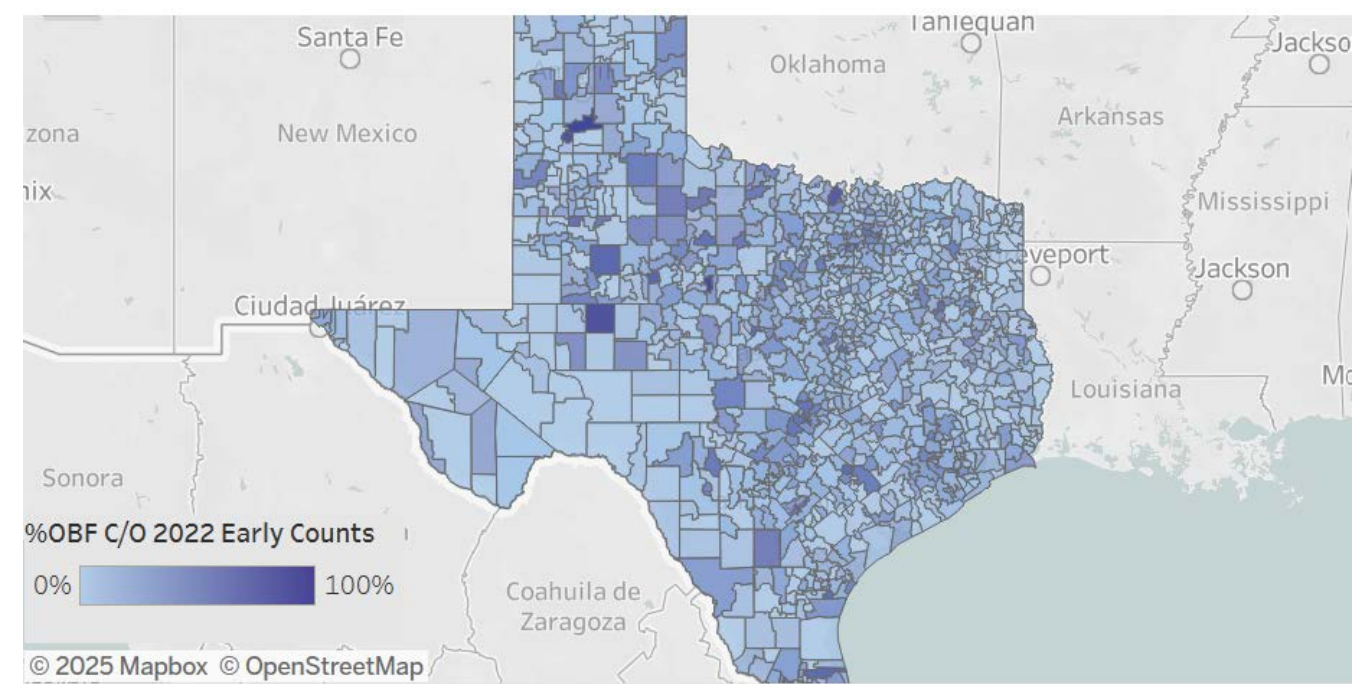 Santa Fe
Tahlequah
Jackso
Oklahoma
Arkansas
zona
New Mexico
nix
Mississippi
eveport
Jackson
Ciudad Juárez
Louisiana
Sonora
%OBF C/O 2022 Early Counts
0%
100%
Coahuila de
Zaragoza
© 2025 Mapbox © OpenStreetMap